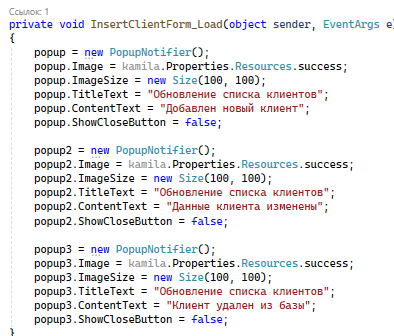 Ссылок: 1
private void InsertClientForm_Load(object sender, EventArgs e
{
popup = new PopupNotifier();
popup.Image = kamila.Properties.Resources.success;
popup.ImageSize = new Size(100, 100);
popup.TitleText = "Обновление списка клиентов";
popup.ContentText = "Добавлен новый клиент";
popup.ShowCloseButton = false;

popup2 = new PopupNotifier();
popup2.Image = kamila.Properties.Resources.success;
popup2.ImageSize = new Size(100, 100);
popup2.TitleText = "Обновление списка клиентов";
popup2.ContentText = "Данные клиента изменены";
popup2.ShowCloseButton = false;

popup3 = new PopupNotifier();
popup3.Image = kamila.Properties.Resources.success;
popup3.ImageSize = new Size(100, 100);
popup3.TitleText = "Обновление списка клиентов";
popup3.ContentText = "Клиент удален из базы";
popup3.ShowCloseButton = false;
}